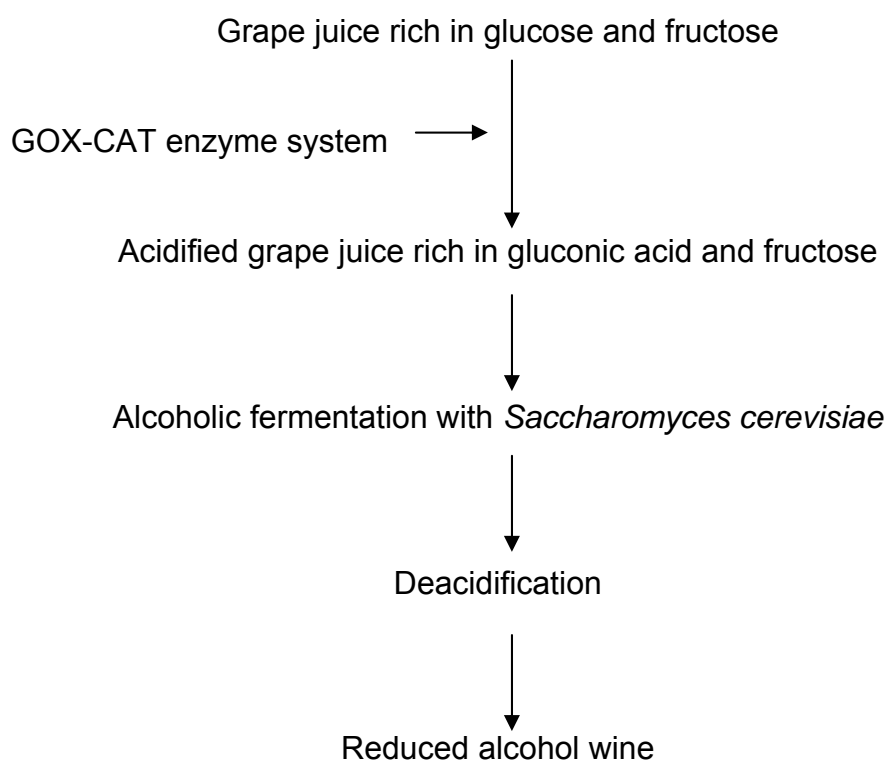 Grape juice rich in glucose and fructose
GOX-CAT enzyme system
Acidified grape juice rich in gluconic acid and fructose
Alcoholic fermentation with Saccharomyces cerevisiae
Deacidification
Reduced alcohol wine